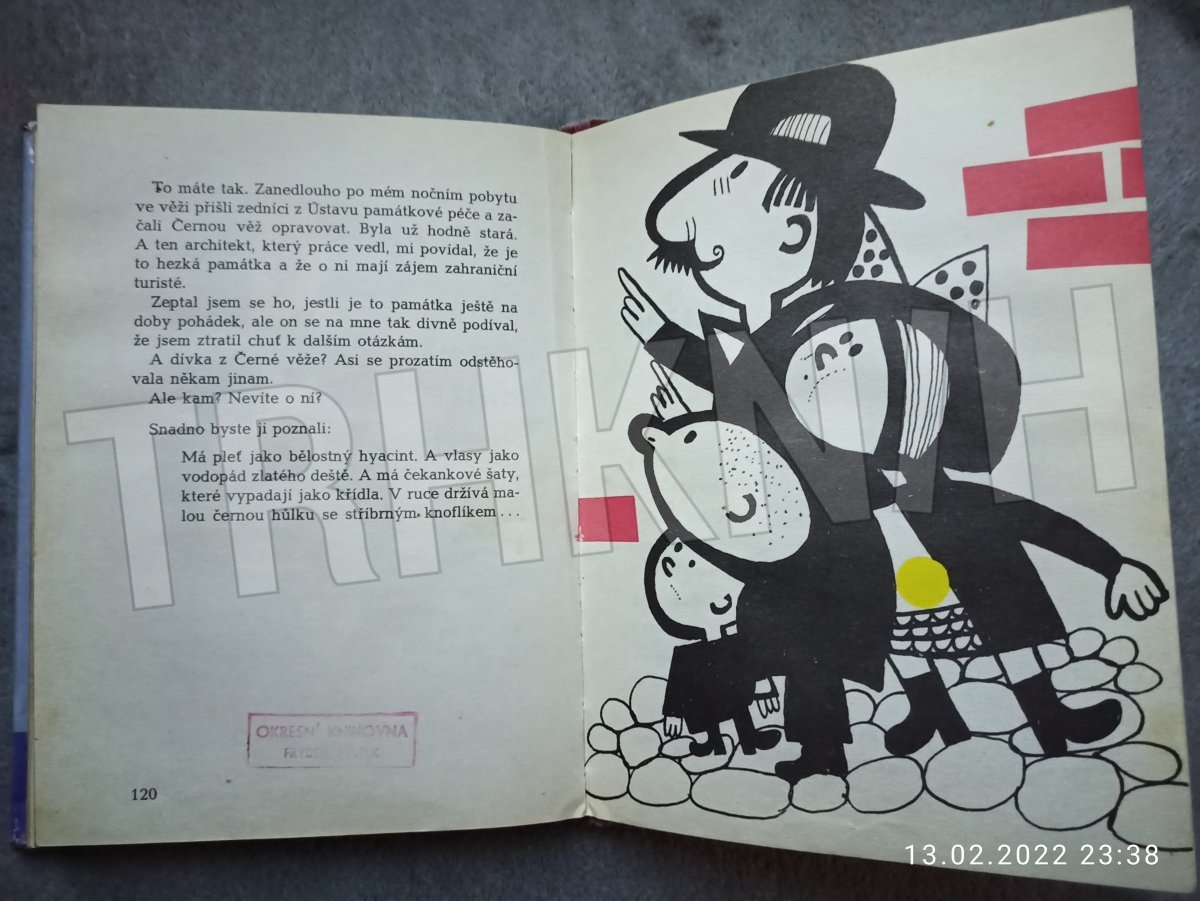 To máte tak. Zanedlouho po mém nočním pobytu
ve věži přišli zedníci z Ústavu památkové péče a za-
čali Černou věž opravovat. Byla už hodně stará.
A ten architekt, který práce vedl, mi povídal, že je
to hezká památka a že o ni mají zájem zahraniční
turisté.
Zeptal jsem se ho, jestli je to památka ještě na
doby pohádek, ale on se na mne tak divně podíval,
že jsem ztratil chuť k dalším otázkám.
A dívka z Černé věže? Asi se prozatím odstěho-
vala někam jinam.
Ale kam? Nevíte o ní?
Snadno byste ji poznali:
Má pleť jako bělostný hyacint. A vlasy jako
vodopád zlatého deště. A má čekankové šaty,
které vypadají jako křídla. V ruce držívá ma-
lou černou hůlku se stříbrným knoflíkem...
OKRESNÍ KNIHOVNA
120
TRHKNIH
13.02.2022 23:38